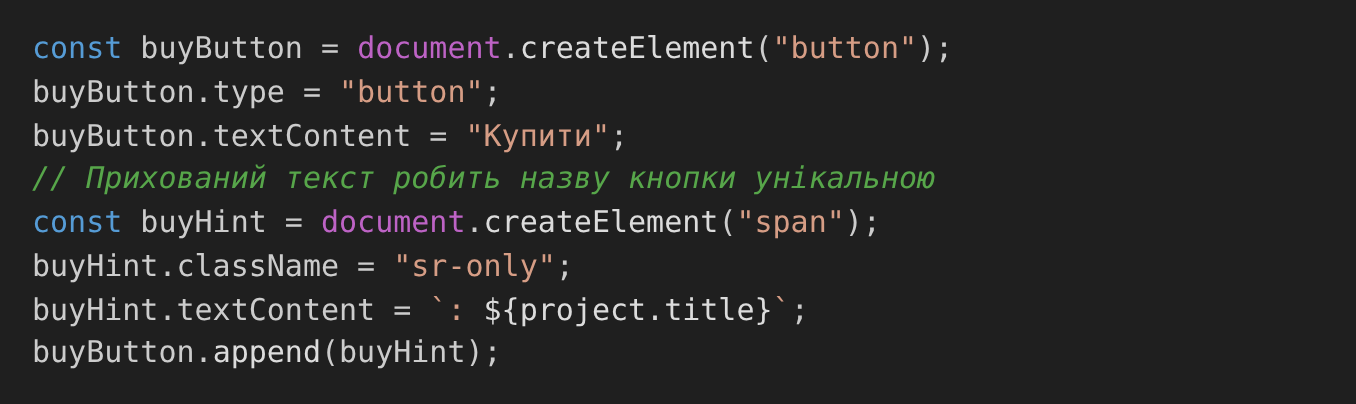 const buyButton = document.createElement("button");
buyButton.type = "button";
buyButton.textContent = "Купити";
// Прихований текст робить назву кнопки унікальною
const buyHint = document.createElement("span");
buyHint.className = "sr-only";
buyHint.textContent = `: ${project.title}`;
buyButton.append(buyHint);